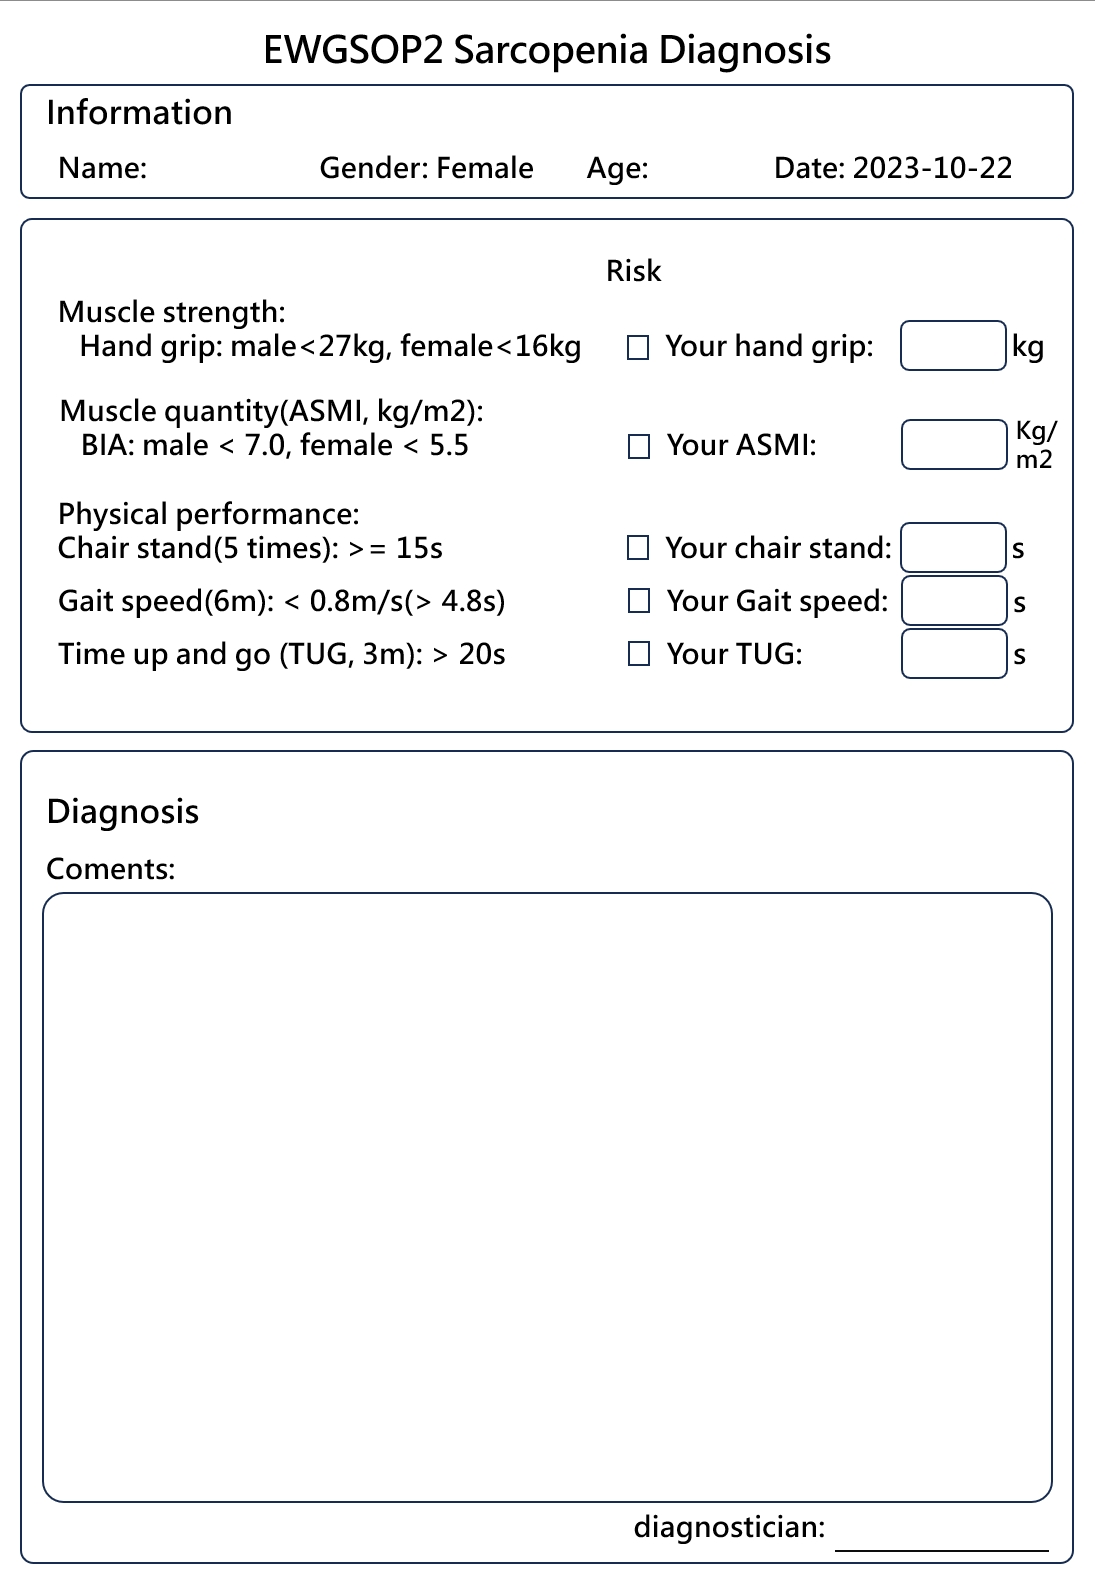 EWGSOP2 Sarcopenia Diagnosis
Information
Name: Gender: Female Age: Date: 2023-10-22
Risk
Muscle strength:
Hand grip: male<27kg, female<16kg Your hand grip: kg
Muscle quantity(ASMI, kg/m2):
BIA: male < 7.0, female < 5.5 Your ASMI: Kg/
m2
Physical performance:
Chair stand(5 times): >= 15s Your chair stand: s
Gait speed(6m): < 0.8m/s(> 4.8s) Your Gait speed: s
Time up and go (TUG, 3m): > 20s Your TUG: s
Diagnosis
Coments:
diagnostician: